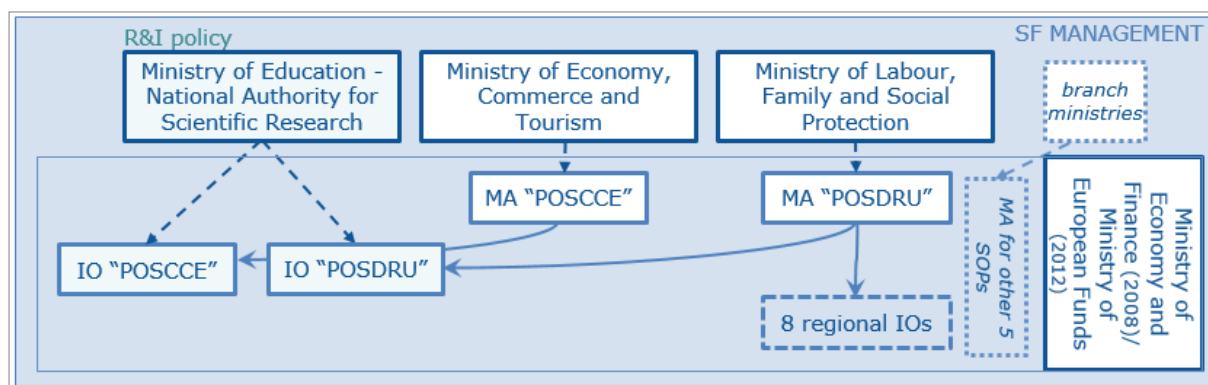 R&I policy
SF MANAGEMENT
Ministry of Education -
National Authority for
Scientific Research
Ministry of Economy,
Commerce and
Tourism
Ministry of Labour,
Family and Social
Protection
branch
ministries
MA “POSCCE”
MA “POSDRU”
IO “POSCCE”
IO “POSDRU”
8 regional IOs
MA for other 5
SOPs
Ministry of
Economy and
Finance (2008)/
Ministry of
European Funds
(2012)